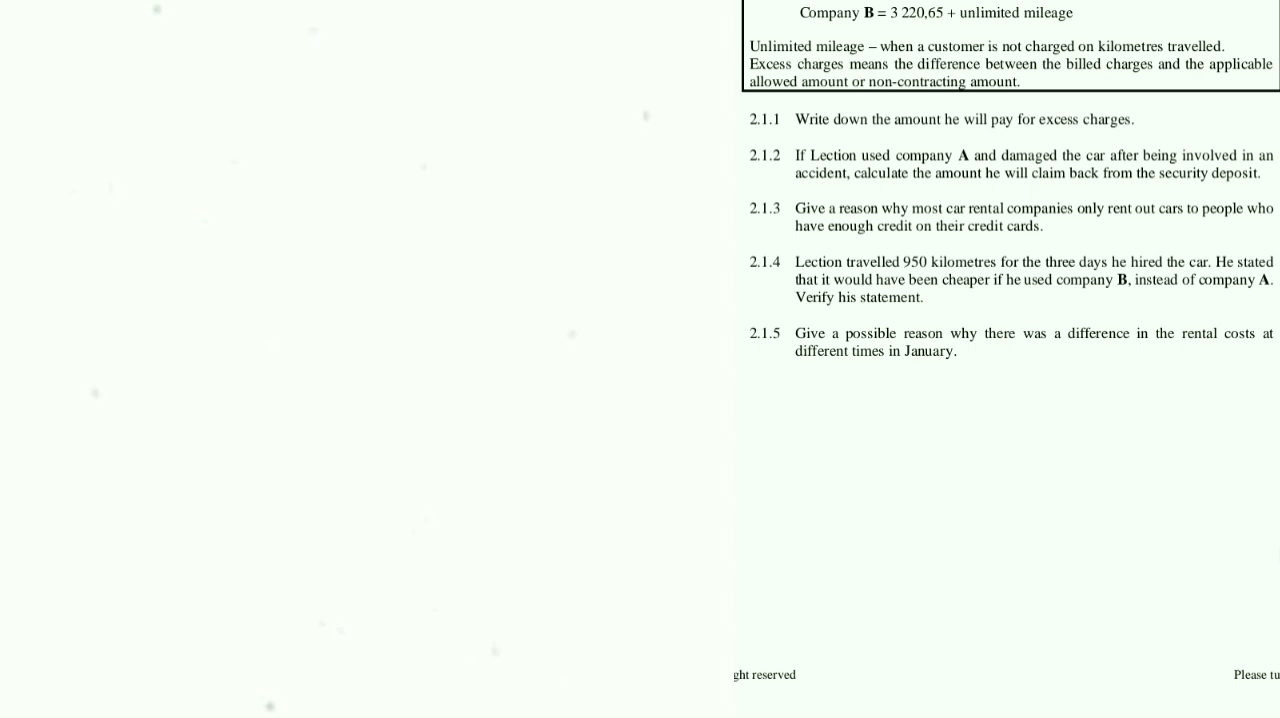 Company B = 3 220,65 + unlimited mileage
Unlimited mileage – when a customer is not charged on kilometres travelled.
Excess charges means the difference between the billed charges and the applicable
allowed amount or non-contracting amount.
2.1.1 Write down the amount he will pay for excess charges.
2.1.2 If Lection used company A and damaged the car after being involved in an
accident, calculate the amount he will claim back from the security deposit.
2.1.3 Give a reason why most car rental companies only rent out cars to people who
have enough credit on their credit cards.
2.1.4 Lection travelled 950 kilometres for the three days he hired the car. He stated
that it would have been cheaper if he used company B, instead of company A.
Verify his statement.
2.1.5 Give a possible reason why there was a difference in the rental costs at
different times in January.
ght reserved
Please tu